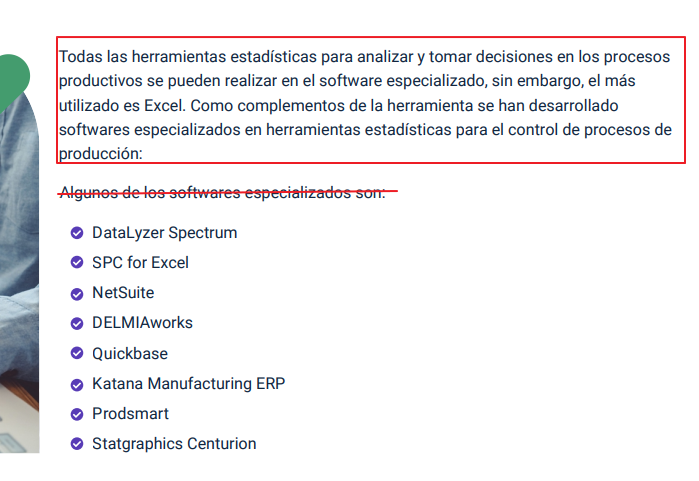 Todas las herramientas estadísticas para analizar y tomar decisiones en los procesos
productivos se pueden realizar en el software especializado, sin embargo, el más
utilizado es Excel. Como complementos de la herramienta se han desarrollado
softwares especializados en herramientas estadísticas para el control de procesos de
producción:
Algunos de los softwares especializados son:
DataLyzer Spectrum
SPC for Excel
NetSuite
DELMIAworks
Quickbase
Katana Manufacturing ERP
Prodsmart
Statgraphics Centurion